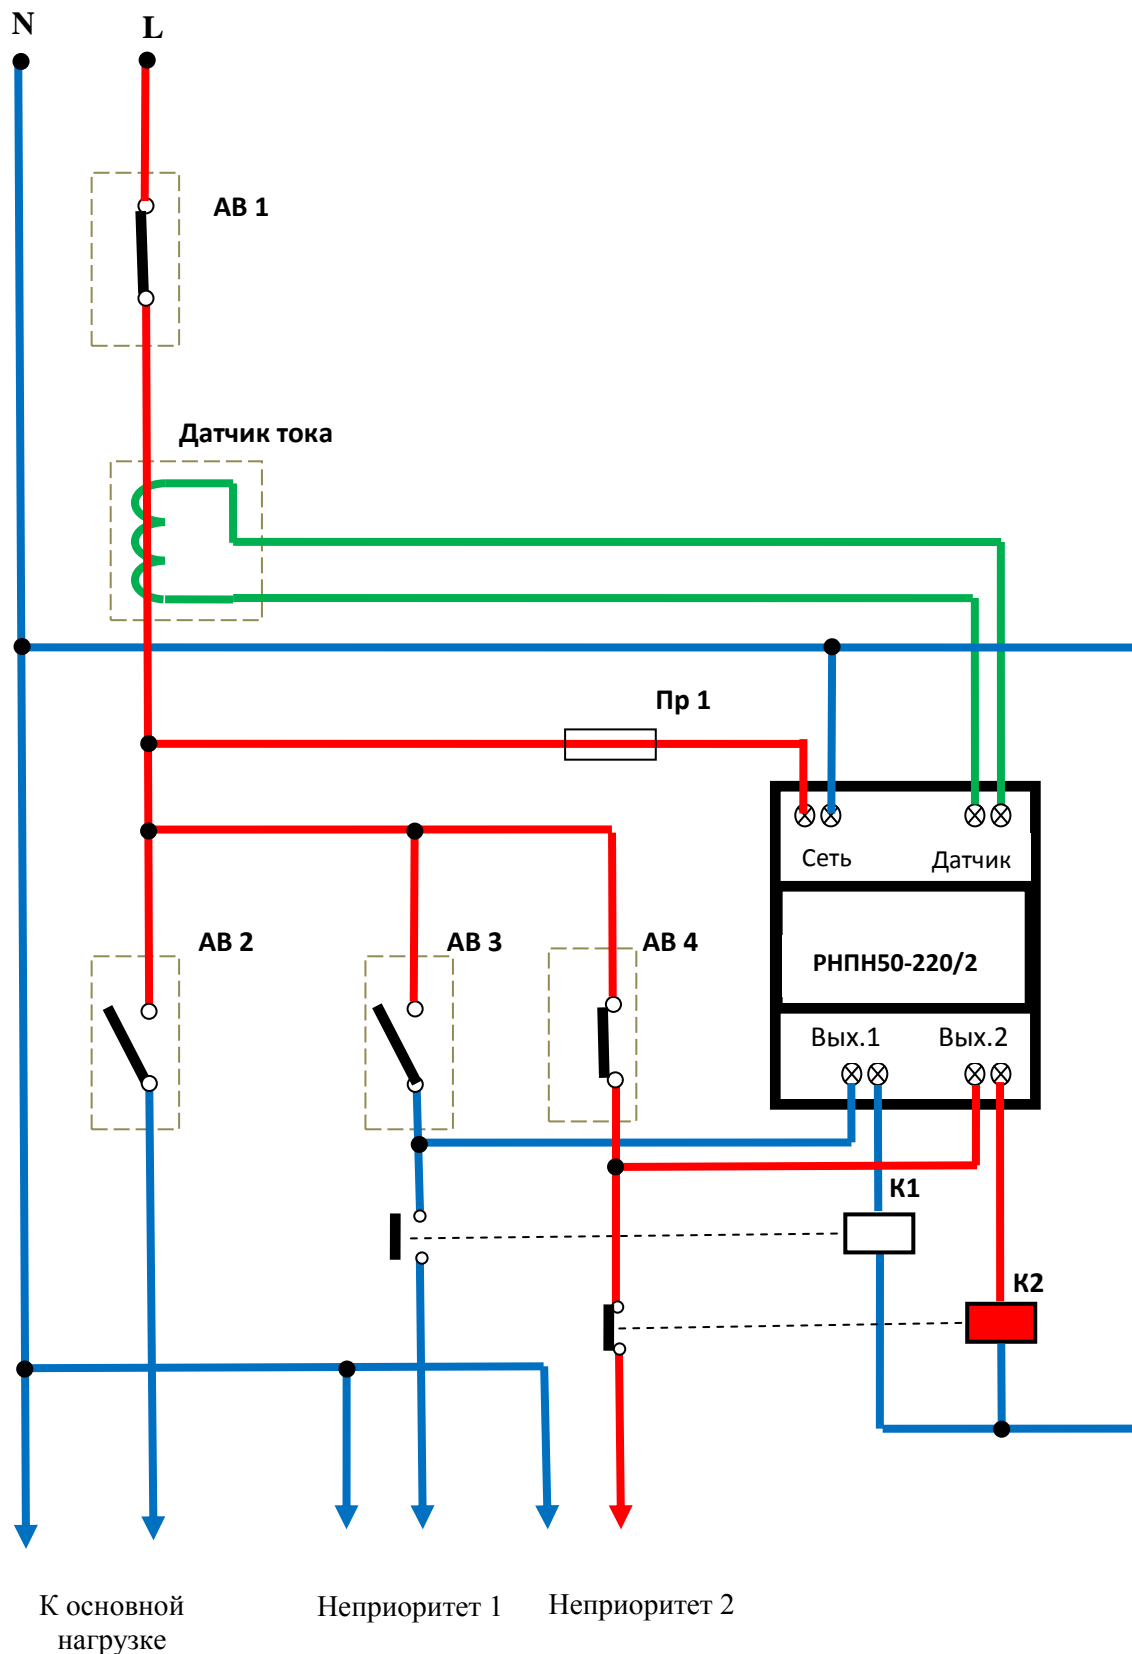 N
L
АВ 1
Датчик тока
Пр 1
Сеть
Датчик
АВ 2
АВ 3
АВ 4
РНПН50-220/2
Вых.1
Вых.2
К1
К2
К основной
нагрузке
Неприоритет 1
Неприоритет 2